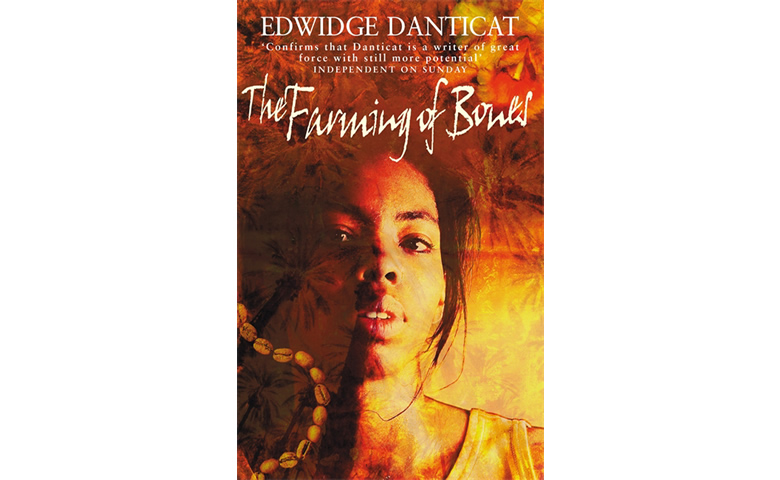 EDWIDGE DANTICAT
'Confirms that Danticat is a writer of great
force with still more potential'
INDEPENDENT ON SUNDAY
The Farming of Bones